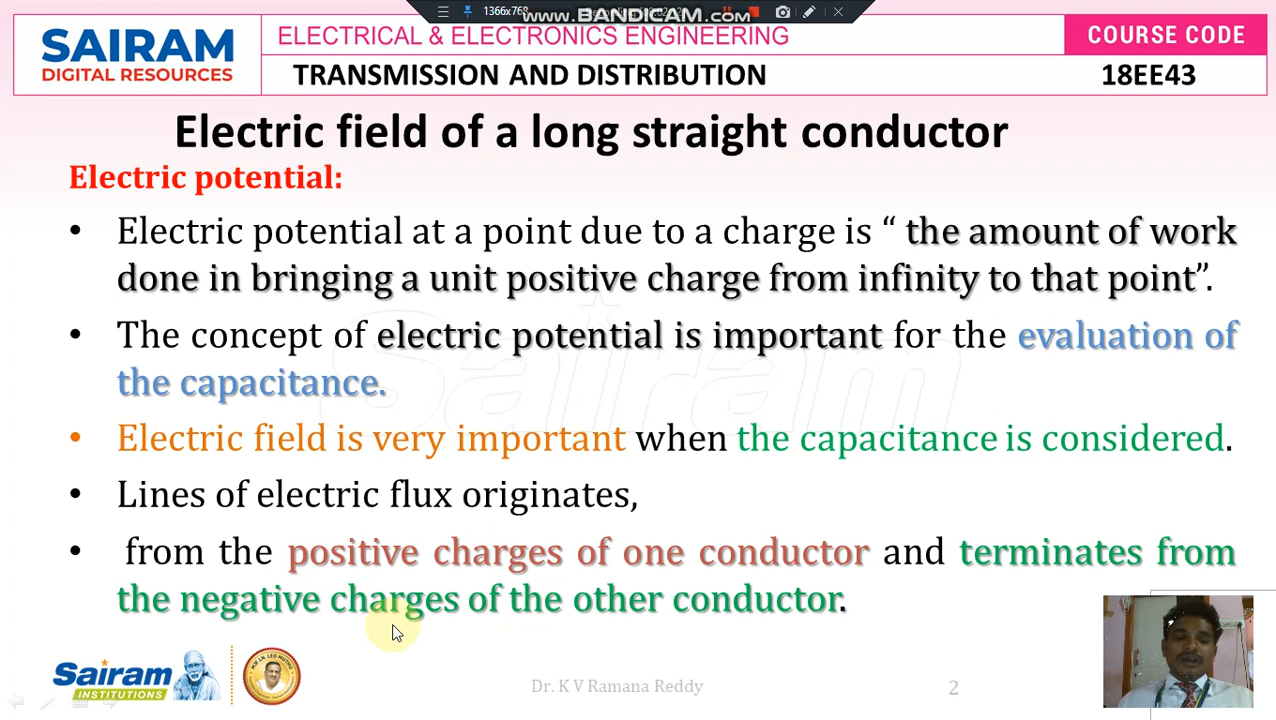 1366x768
www.BANDICAM.com
SAIRAM
DIGITAL RESOURCES
ELECTRICAL & ELECTRONICS ENGINEERING
COURSE CODE
TRANSMISSION AND DISTRIBUTION
18EE43
Electric field of a long straight conductor
Electric potential:
• Electric potential at a point due to a charge is “ the amount of work
done in bringing a unit positive charge from infinity to that point”.
• The concept of electric potential is important for the evaluation of
the capacitance.
• Electric field is very important when the capacitance is considered.
• Lines of electric flux originates,
• from the positive charges of one conductor and terminates from
the negative charges of the other conductor.
Sairam
Sairam
INSTITUTIONS
Dr. K V Ramana Reddy
2